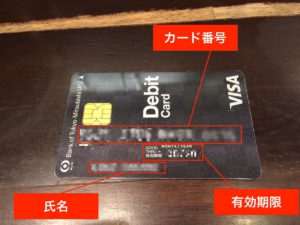 カード番号
Bank of Tokyo-Mitsubishi UFJ
Debit
Card
VISA
MONTH / YEAR
GOOD
THRU
有効期限
氏名
有効期限